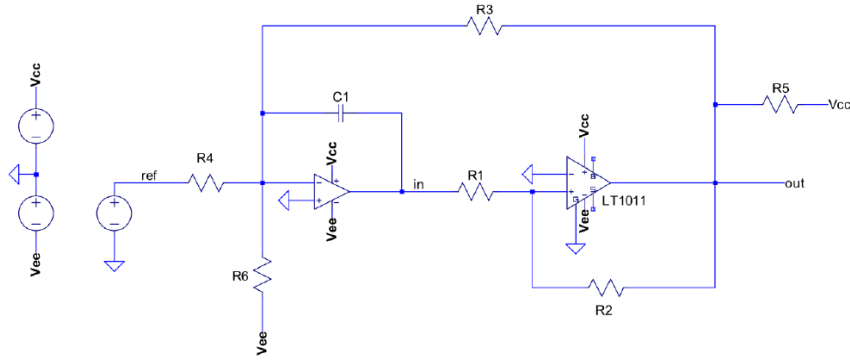 R3
Vcc
C1
R5
Vcc
Vcc
Vcc
ref
R4
in
R1
out
LT1011
Vee
Vee
Vee
R6
R2
Vee